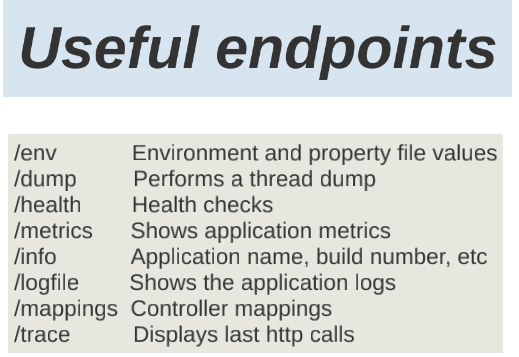 Useful endpoints
/env Environment and property file values
/dump Performs a thread dump
/health Health checks
/metrics Shows application metrics
/info Application name, build number, etc
/logfile Shows the application logs
/mappings Controller mappings
/trace Displays last http calls